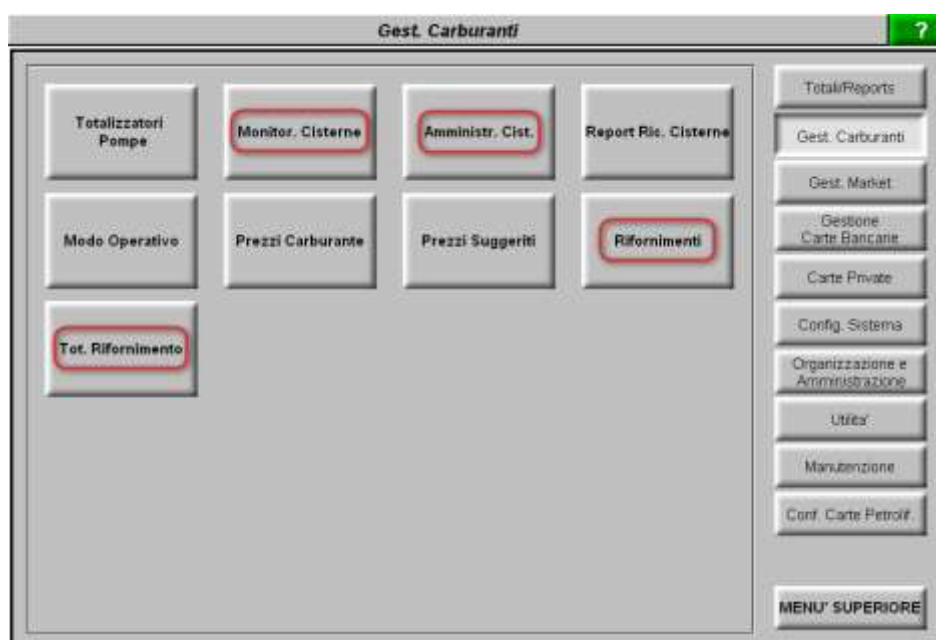 Gest. Carburanti
?
Totalizzatori
Pompe
Monitor. Cisterne
Amministr. Cist.
Report Ric. Cisterne
Modo Operativo
Prezzi Carburante
Prezzi Suggeriti
Rifornimenti
Tot. Rifornimento
Totali/Reports
Gest. Carburanti
Gest. Market
Gestione
Carte Bancarie
Carte Private
Config. Sistema
Organizzazione e
Amministrazione
Utilita'
Manutenzione
Conf. Carte Petrolif.
MENU' SUPERIORE